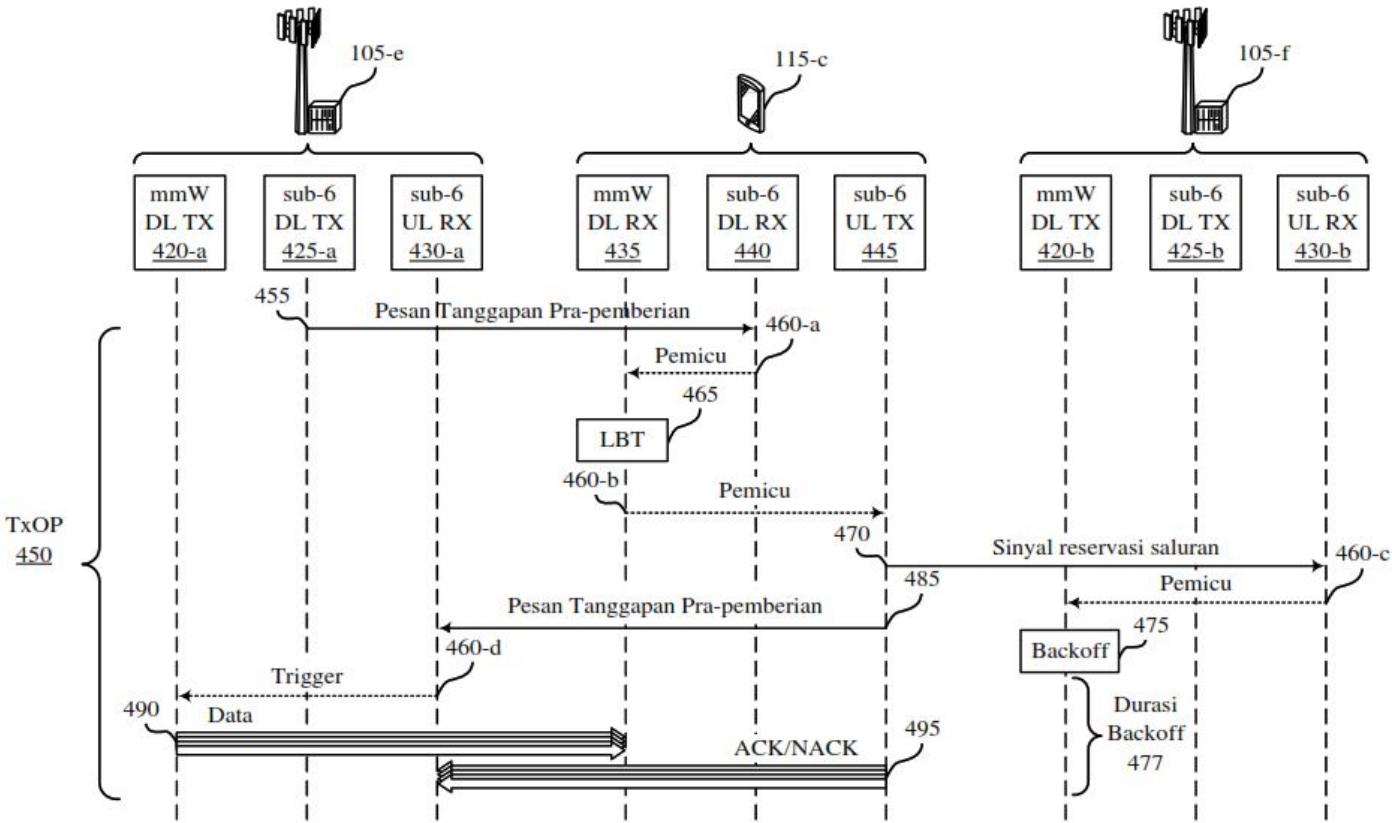 105-e
115-c
105-f
mmW
DL TX
420-a
sub-6
DL TX
425-a
sub-6
UL RX
430-a
mmW
DL RX
435
sub-6
DL RX
440
sub-6
UL TX
445
mmW
DL TX
420-b
sub-6
DL TX
425-b
sub-6
UL RX
430-b
455
Pesan Tanggapan Pra-pemberian
460-a
Pemicu
465
LBT
460-b
Pemicu
TxOP
450
470
Sinyal reservasi saluran
460-c
485
Pemicu
Pesan Tanggapan Pra-pemberian
475
Backoff
460-d
Trigger
490
Data
Durasi
Backoff
477
495
ACK/NACK